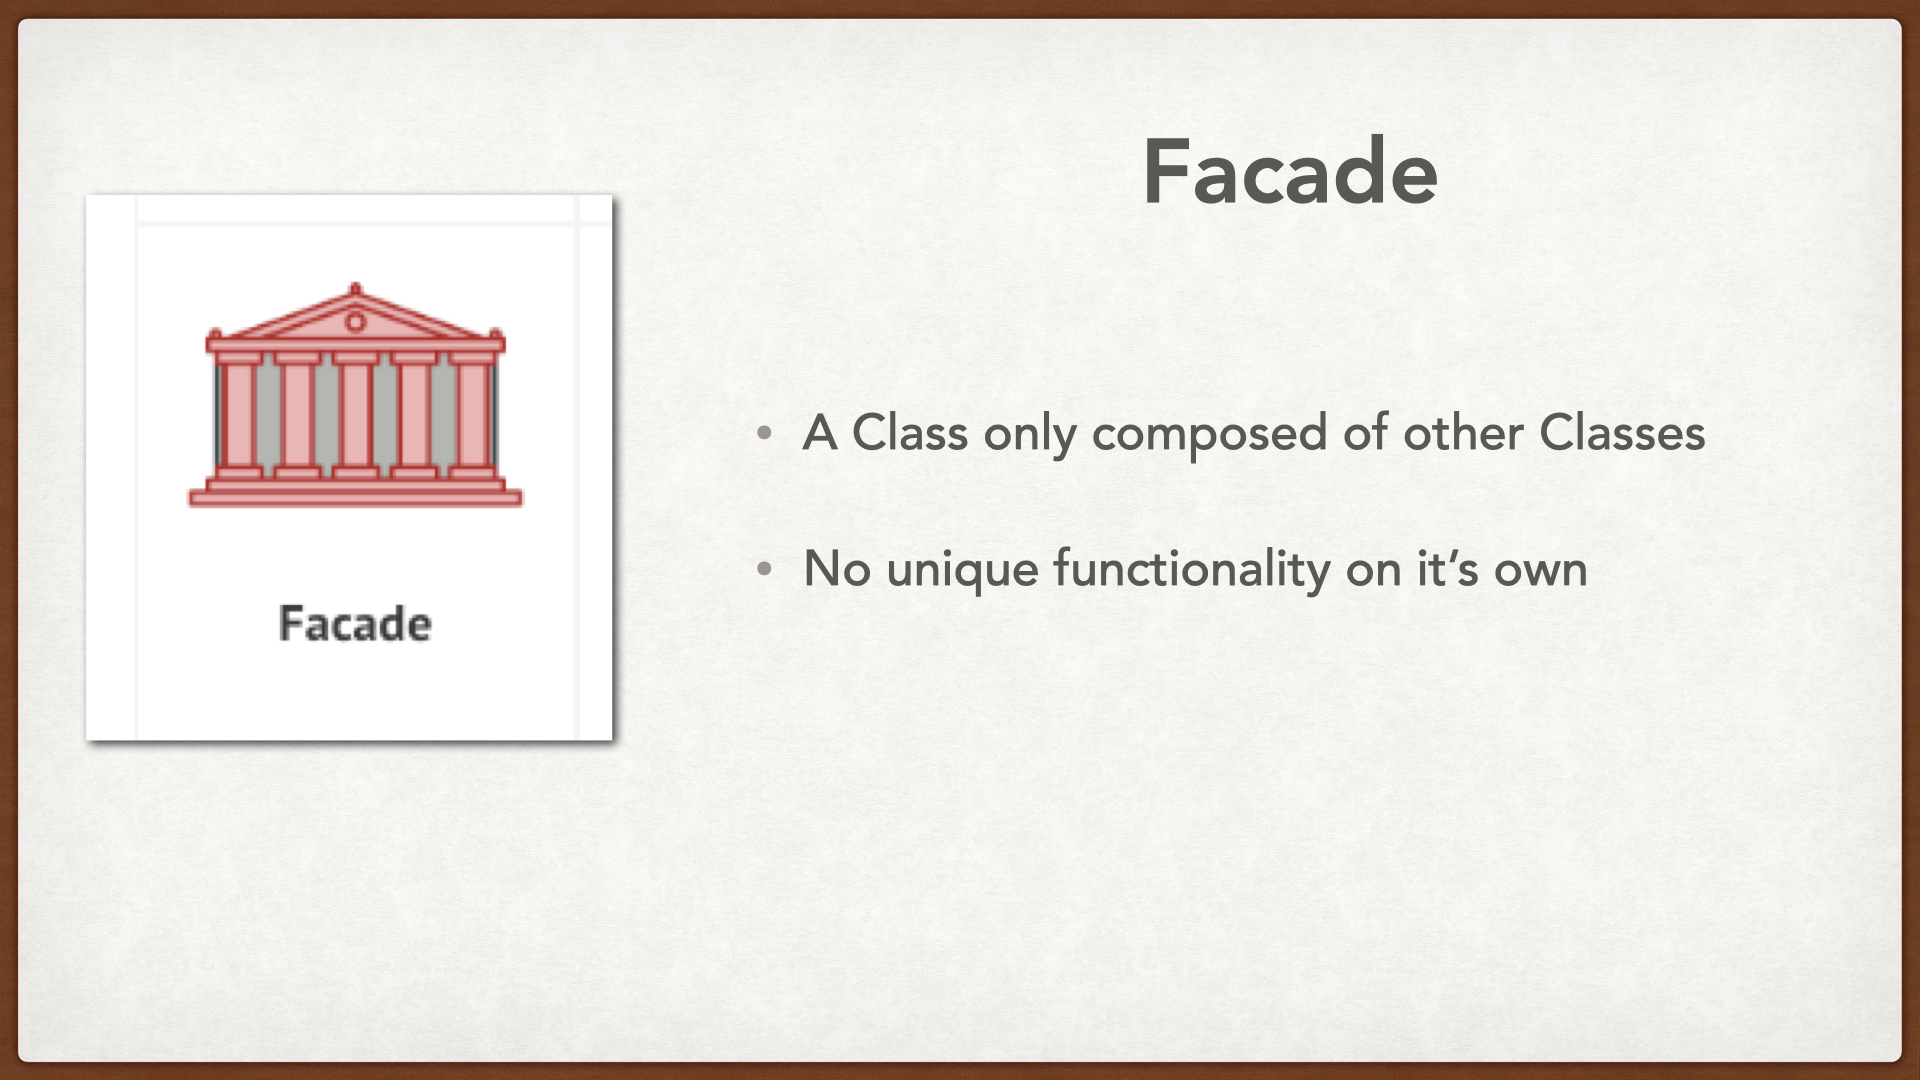 Facade
Facade
• A Class only composed of other Classes
• No unique functionality on it’s own